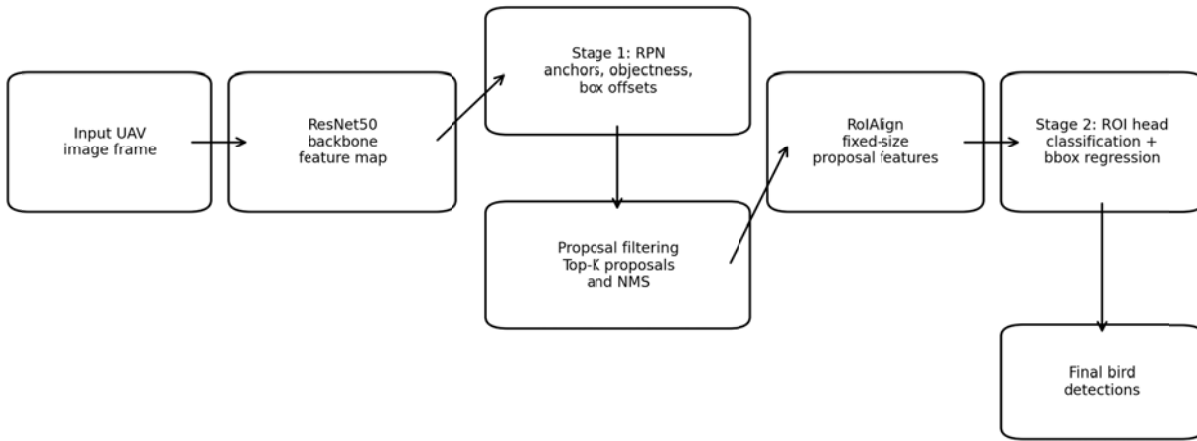 Input UAV
image frame
ResNet50
backbone
feature map
Stage 1: RPN
anchors, objectness,
box offsets
Proposal filtering
Top-K proposals
and NMS
RoIAlign
fixed-size
proposal features
Stage 2: ROI head
classification +
bbox regression
Final bird
detections